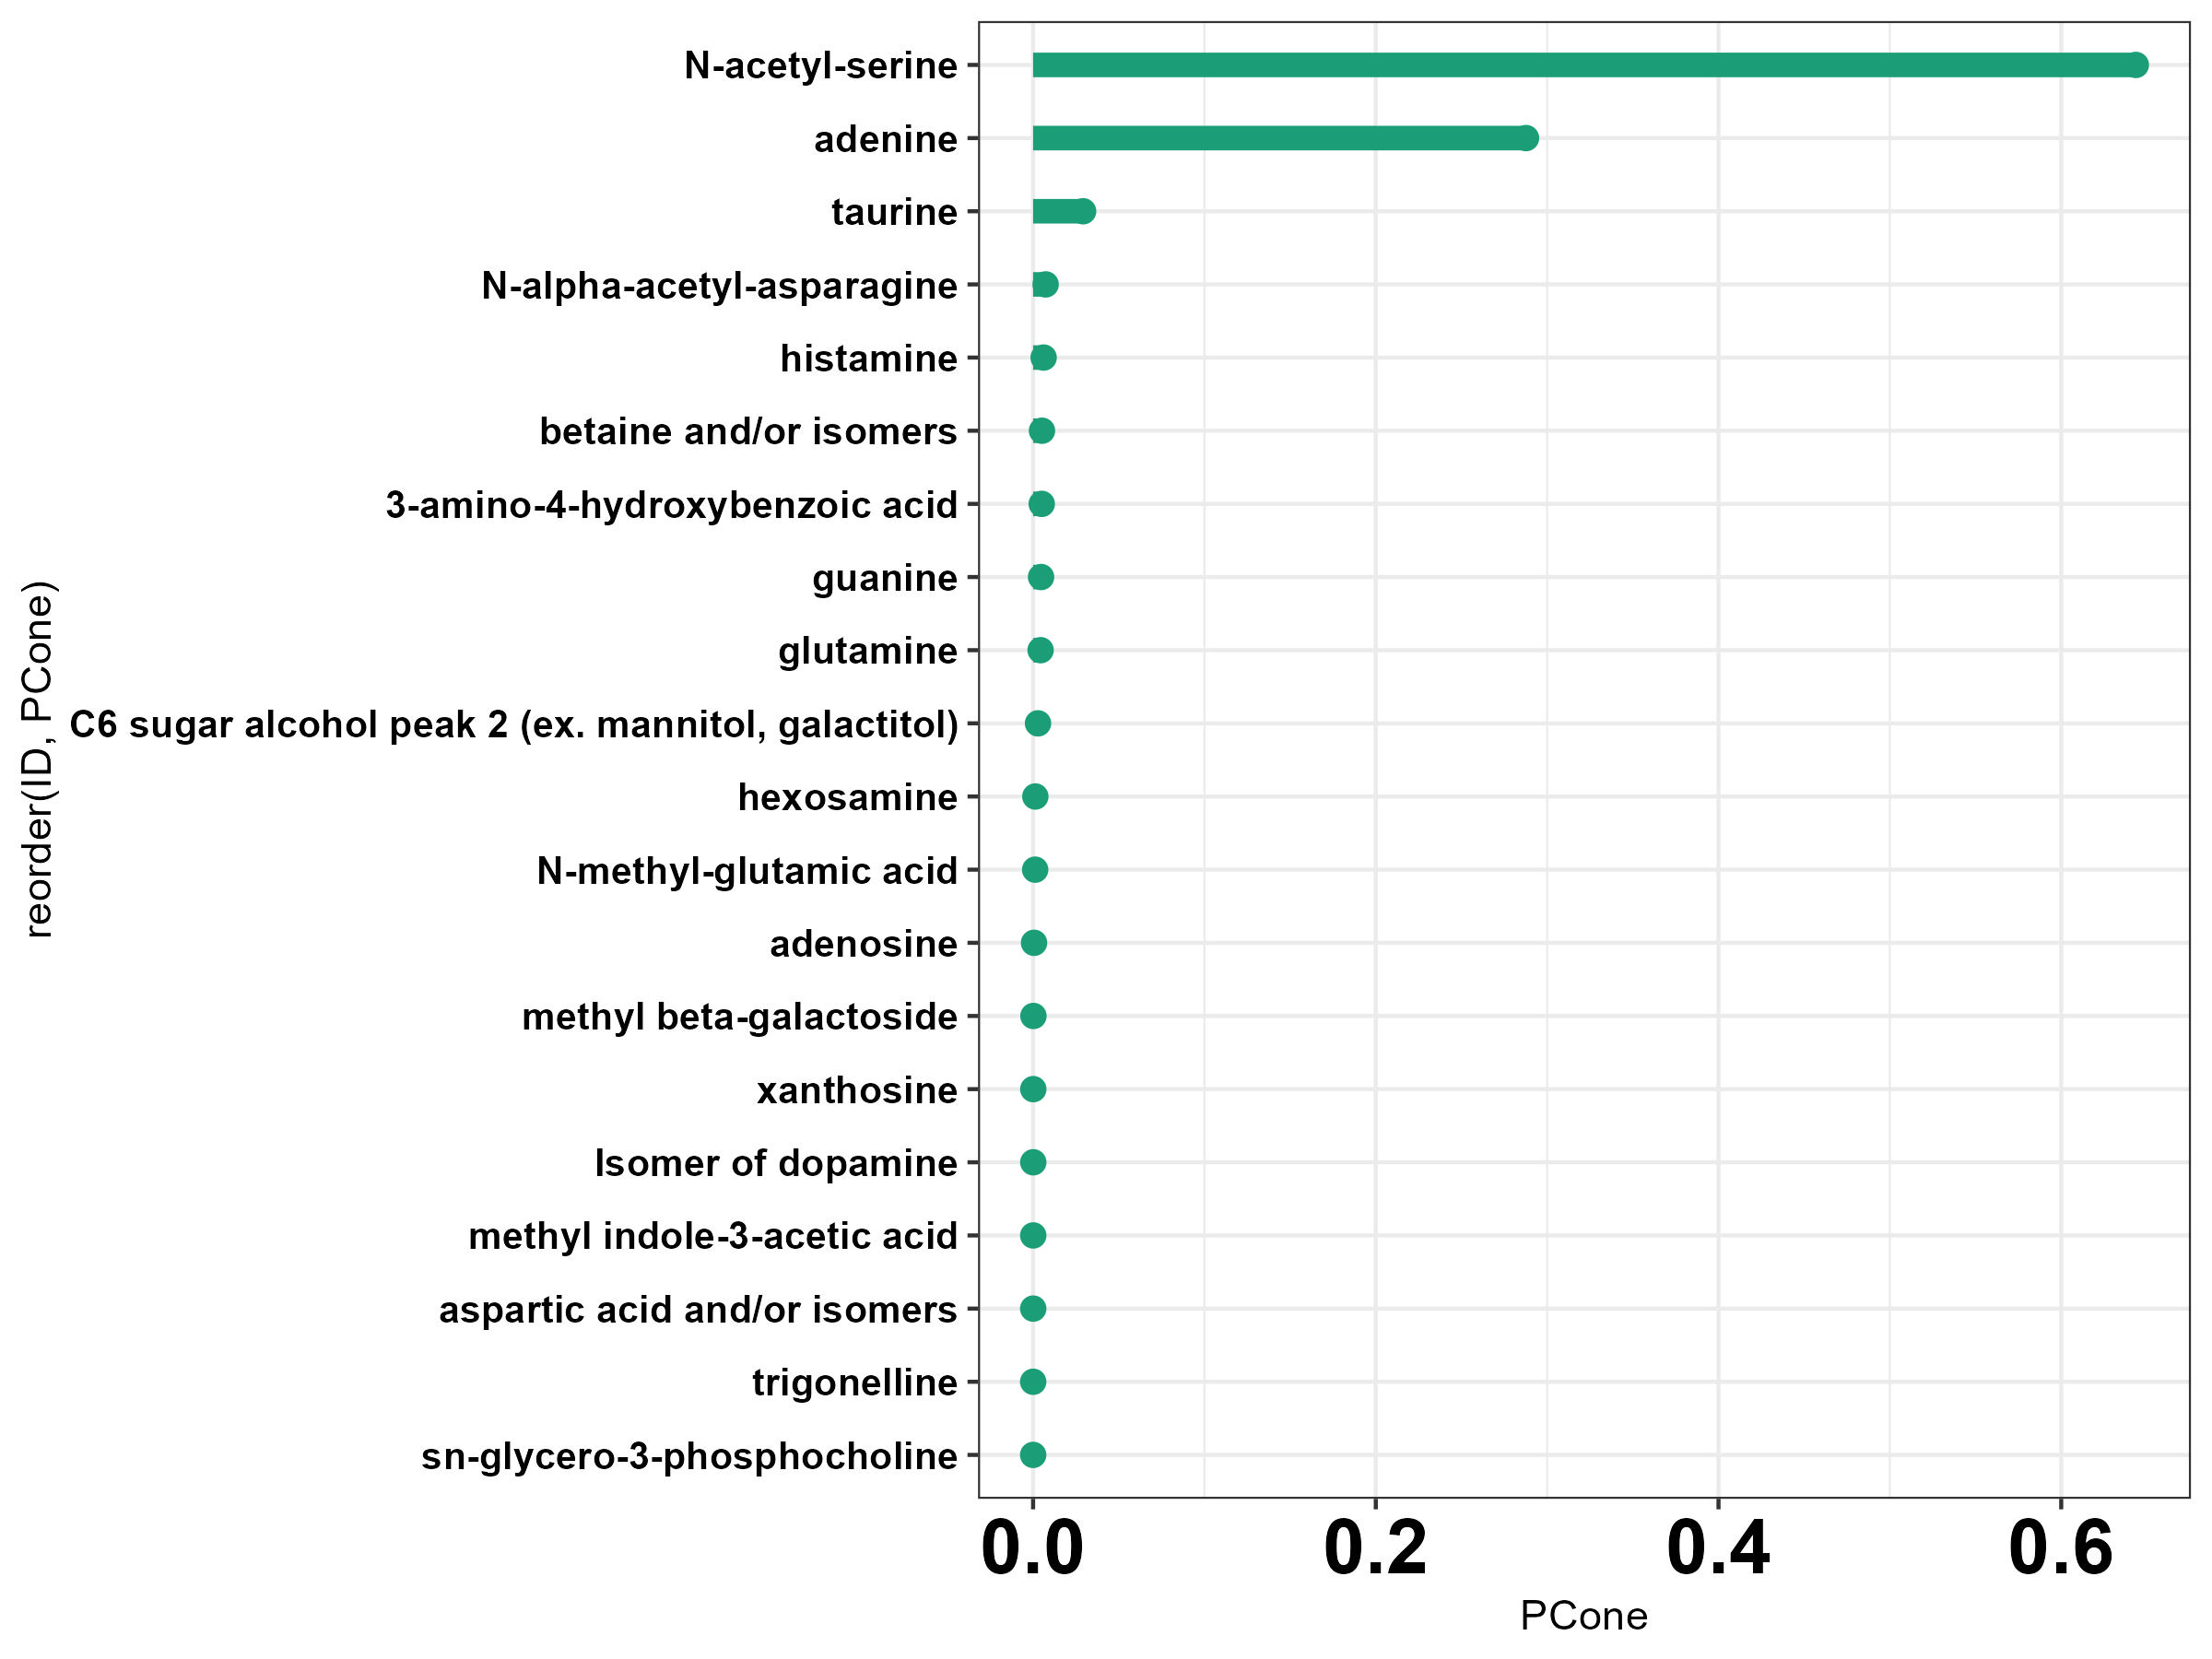 N-acetyl-serine
adenine
taurine
N-alpha-acetyl-asparagine
histamine
betaine and/or isomers
3-amino-4-hydroxybenzoic acid
guanine
glutamine
C6 sugar alcohol peak 2 (ex. mannitol, galactitol)
hexosamine
N-methyl-glutamic acid
adenosine
methyl beta-galactoside
xanthosine
Isomer of dopamine
methyl indole-3-acetic acid
aspartic acid and/or isomers
trigonelline
sn-glycero-3-phosphocholine
reorder(ID, PCone)
0.0 0.2 0.4 0.6
PCone